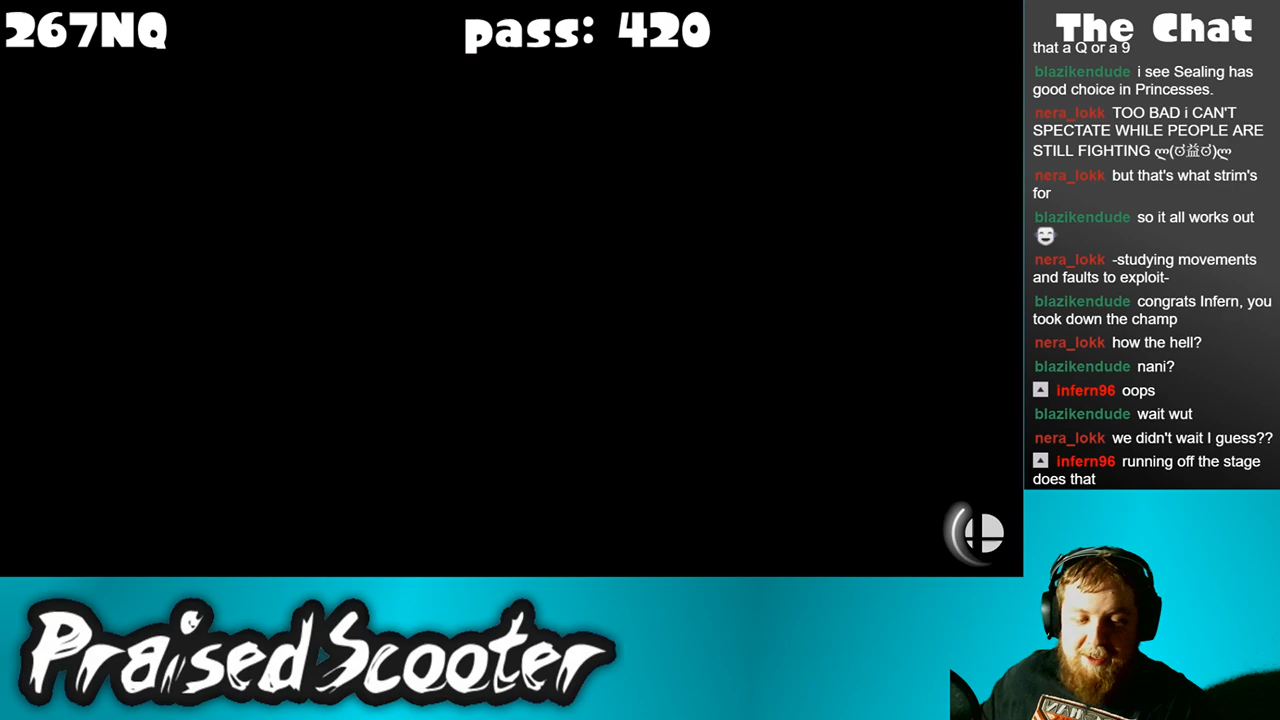 267NQ
pass: 420
The Chat
that a Q or a 9
blazikendude i see Sealing has
good choice in Princesses.
nera_lokk TOO BAD i CAN'T
SPECTATE WHILE PEOPLE ARE
STILL FIGHTING ლ(ಠ益ಠ)ლ
nera_lokk but that's what strim's
for
blazikendude so it all works out
nera_lokk -studying movements
and faults to exploit-
blazikendude congrats Infern, you
took down the champ
nera_lokk how the hell?
blazikendude nani?
infern96 oops
blazikendude wait wut
nera_lokk we didn't wait I guess??
infern96 running off the stage
does that
PraisedScooter